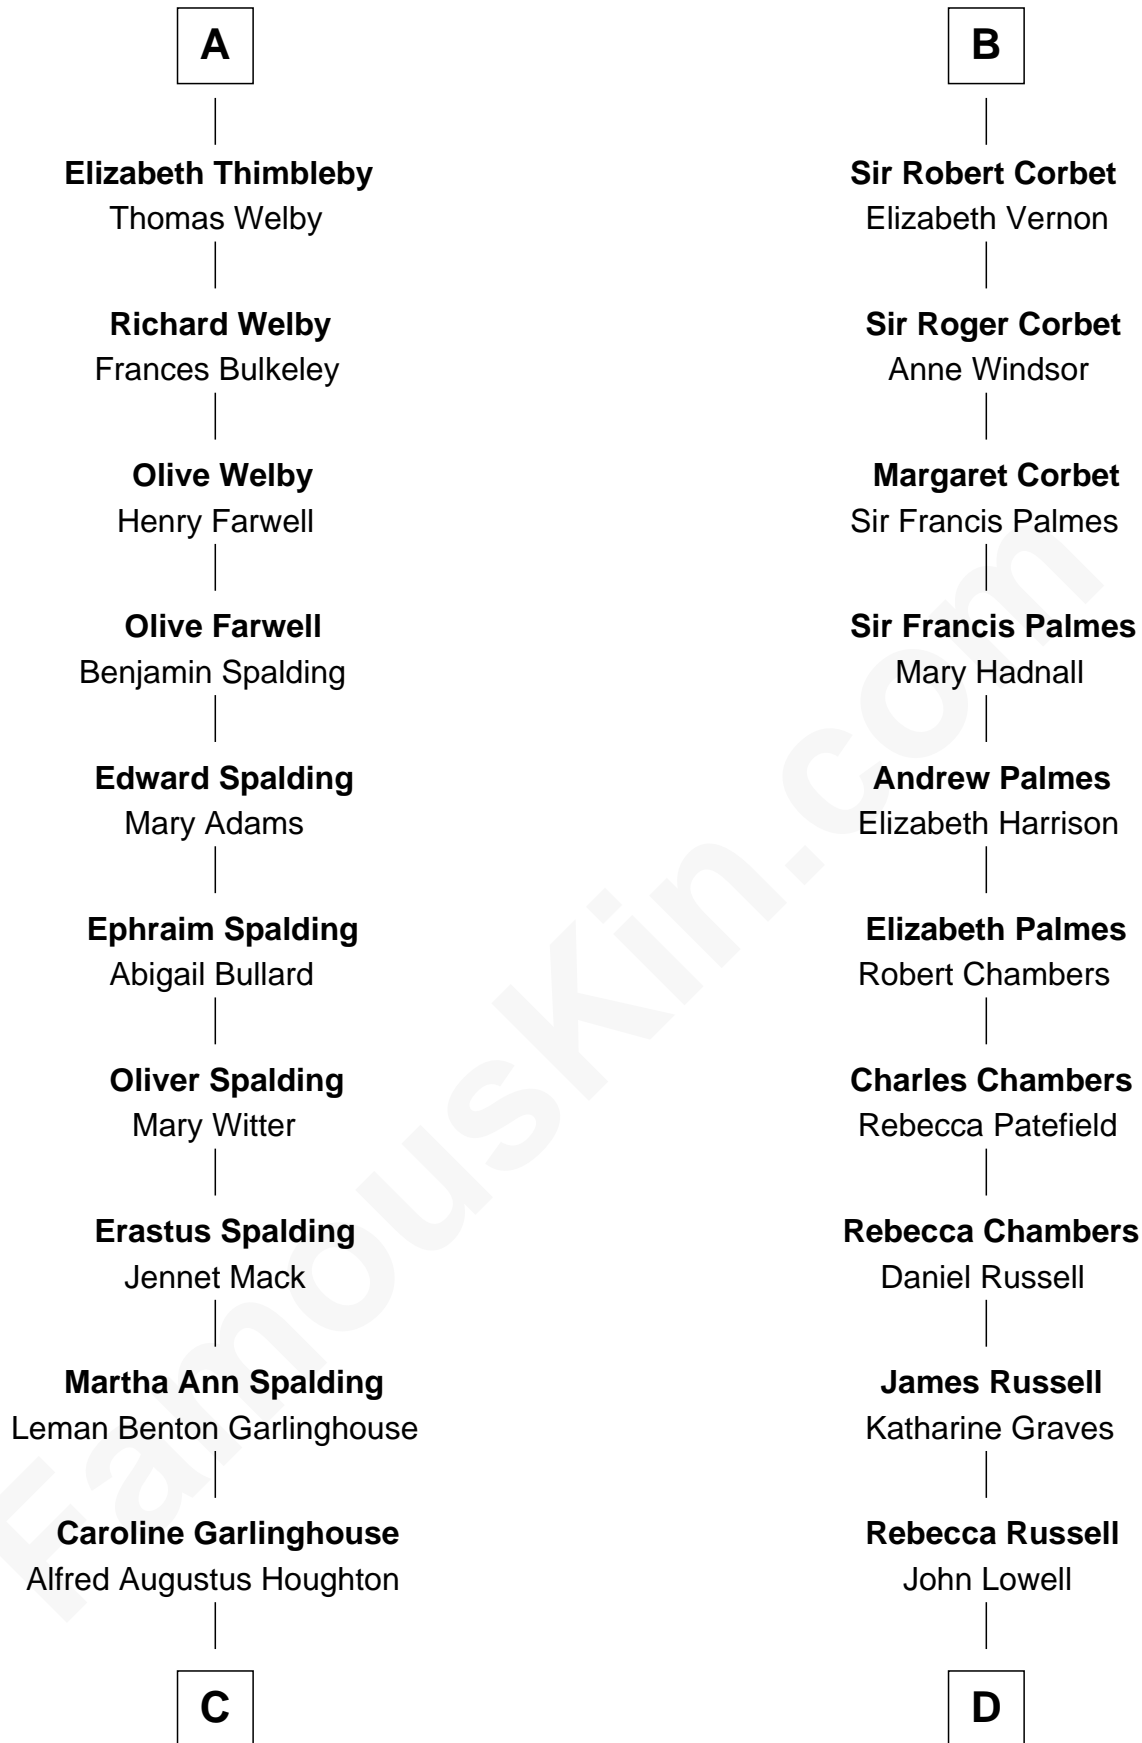 A
Elizabeth Thimbleby
Thomas Welby
Richard Welby
Frances Bulkeley
Olive Welby
Henry Farwell
Olive Farwell
Benjamin Spalding
Edward Spalding
Mary Adams
Ephraim Spalding
Abigail Bullard
Oliver Spalding
Mary Witter
Erastus Spalding
Jennet Mack
Martha Ann Spalding
Leman Benton Garlinghouse
Caroline Garlinghouse
Alfred Augustus Houghton
C
B
Sir Robert Corbet
Elizabeth Vernon
Sir Roger Corbet
Anne Windsor
Margaret Corbet
Sir Francis Palmes
Sir Francis Palmes
Mary Hadnall
Andrew Palmes
Elizabeth Harrison
Elizabeth Palmes
Robert Chambers
Charles Chambers
Rebecca Patefield
Rebecca Chambers
Daniel Russell
James Russell
Katharine Graves
Rebecca Russell
John Lowell
D
FamousKin.com